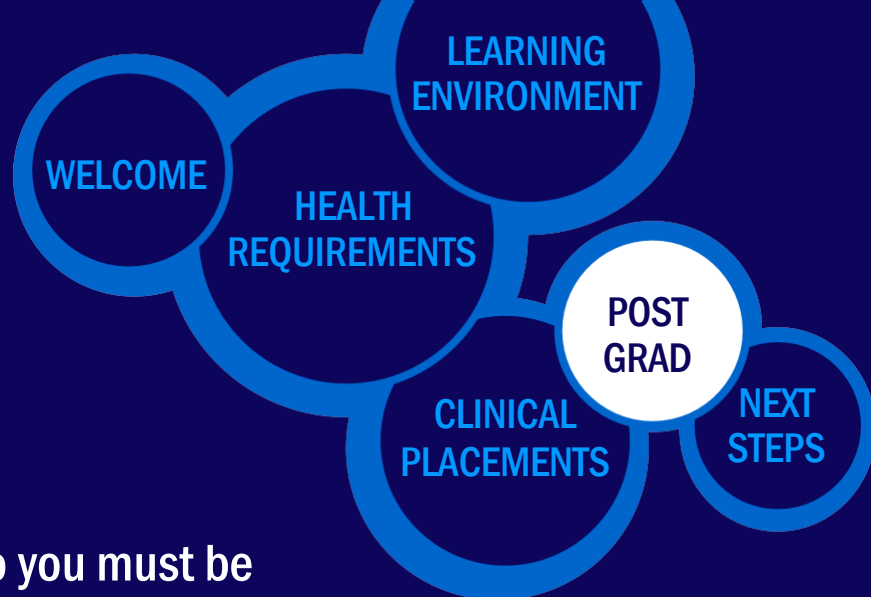 LEARNING
ENVIRONMENT
WELCOME
HEALTH
REQUIREMENTS
POST
GRAD
CLINICAL
PLACEMENTS
NEXT
STEPS
you must be